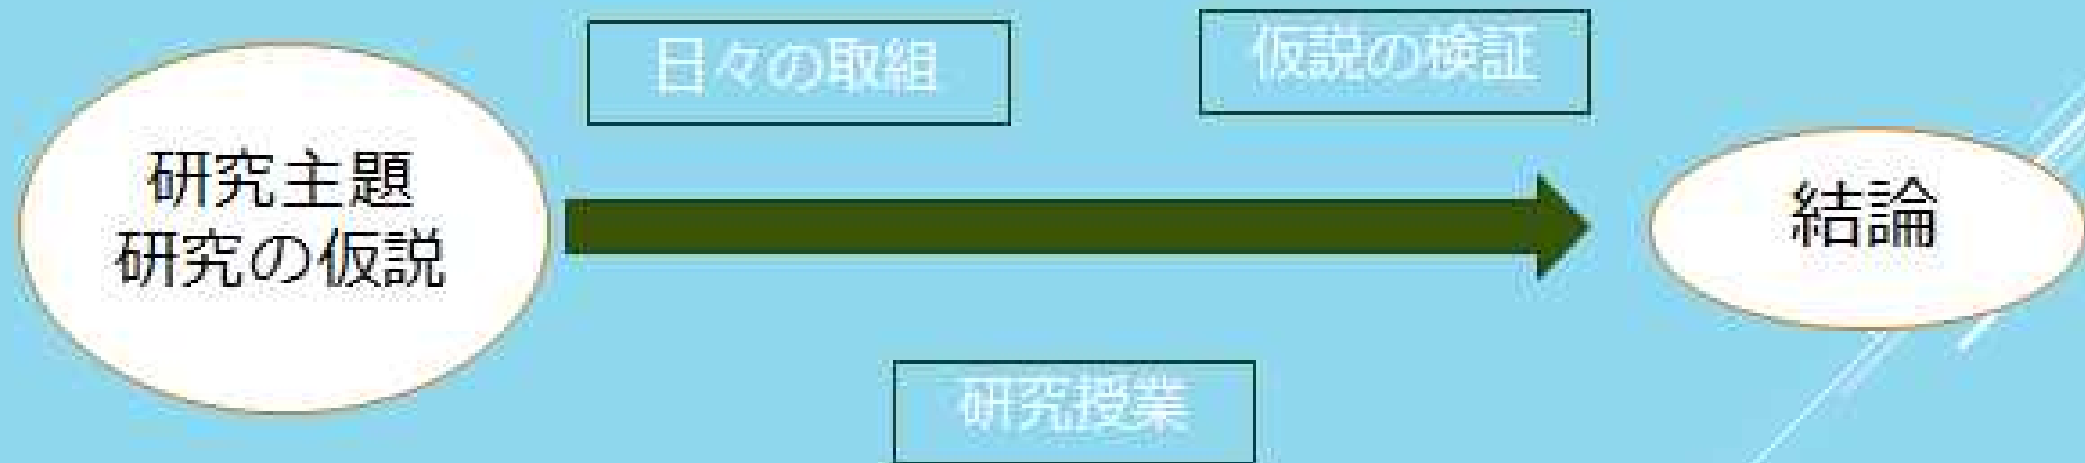 日々の取組
仮説の検証
研究主題
研究の仮説
結論
研究授業